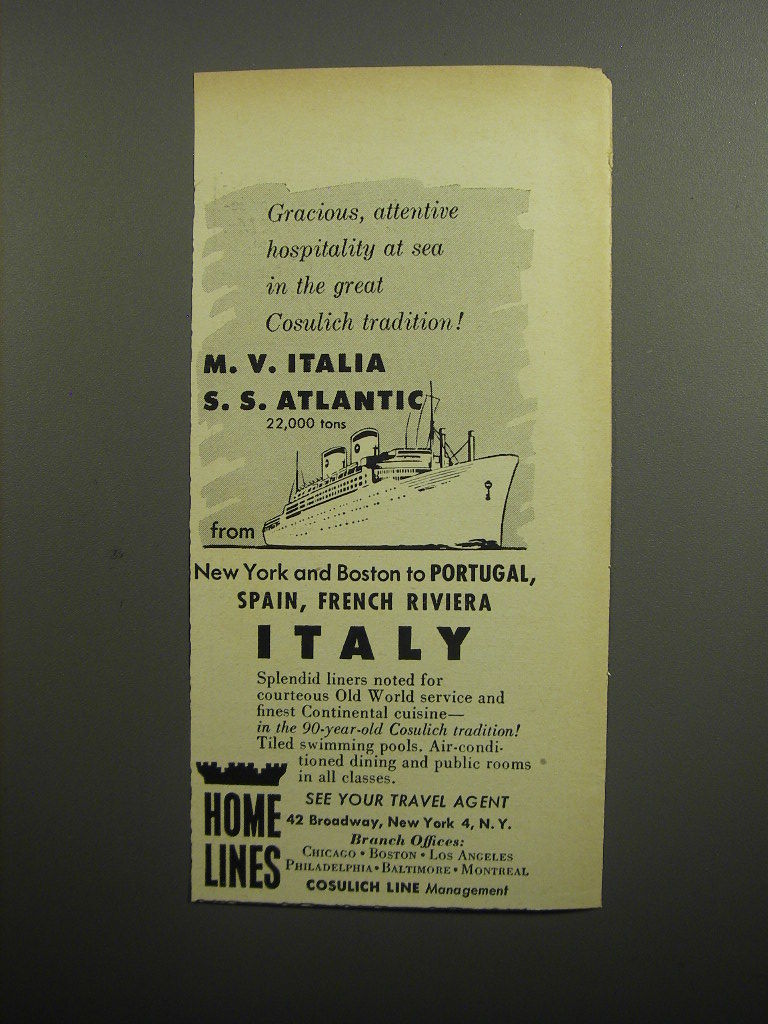 Gracious, attentive
hospitality at sea
in the great
Cosulich tradition!
M. V. ITALIA
S. S. ATLANTIC
22,000 tons
from
New York and Boston to PORTUGAL,
SPAIN, FRENCH RIVIERA
ITALY
Splendid liners noted for
courteous Old World service and
finest Continental cuisine—
in the 90-year-old Cosulich tradition!
Tiled swimming pools. Air-condi-
tioned dining and public rooms
in all classes.
HOME
LINES
SEE YOUR TRAVEL AGENT
42 Broadway, New York 4, N. Y.
Branch Offices:
CHICAGO • BOSTON • LOS ANGELES
PHILADELPHIA • BALTIMORE • MONTREAL
COSULICH LINE Management